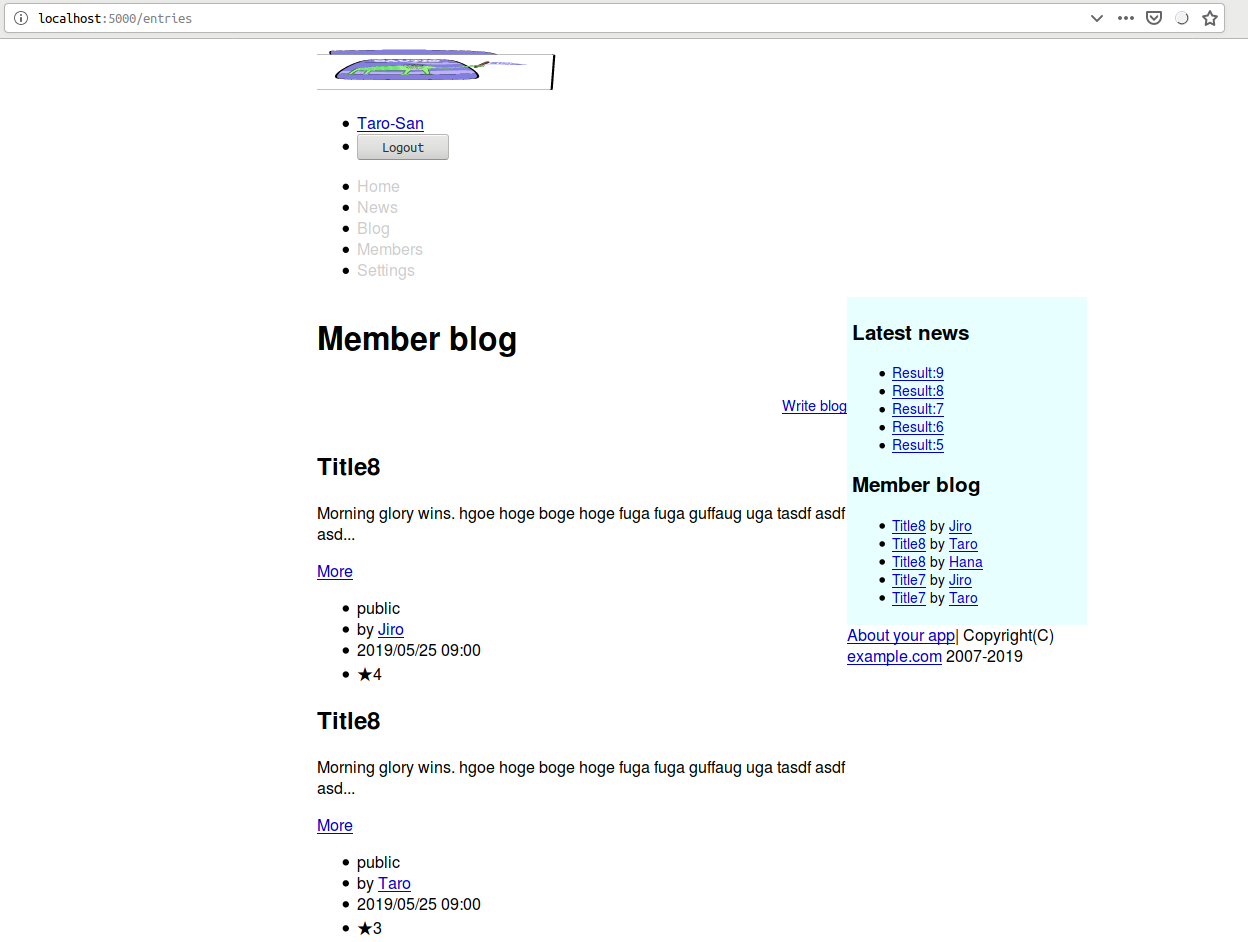 localhost:5000/entries
Taro-San
Logout
Home
News
Blog
Members
Settings
Member blog
Write blog
Title8
Morning glory wins. hgoe hoge boge hoge fuga fuga guffaug uga tasdf asdf
asd...
More
public
by Jiro
2019/05/25 09:00
★4
Title8
Morning glory wins. hgoe hoge boge hoge fuga fuga guffaug uga tasdf asdf
asd...
More
public
by Taro
2019/05/25 09:00
★3
Latest news
Result:9
Result:8
Result:7
Result:6
Result:5
Member blog
Title8 by Jiro
Title8 by Taro
Title8 by Hana
Title7 by Jiro
Title7 by Taro
About your app| Copyright(C)
example.com 2007-2019